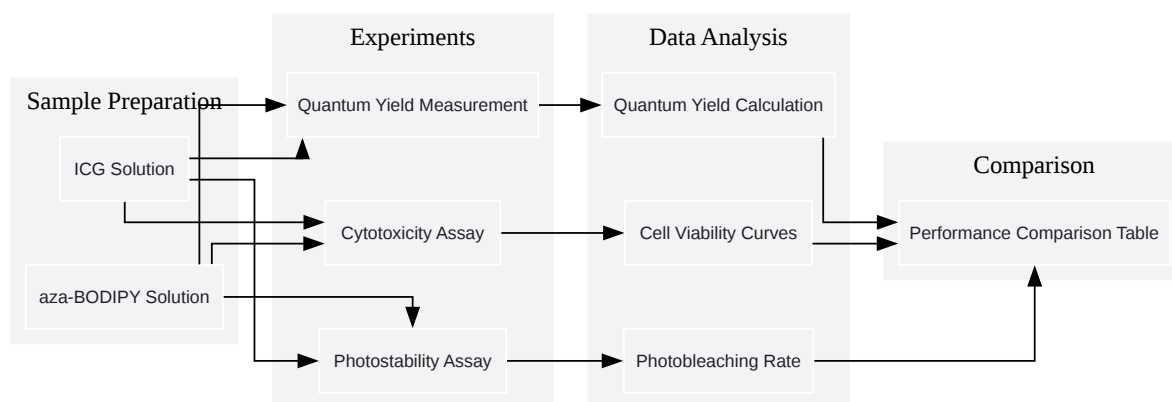 Sample Preparation
ICG Solution
aza-BODIPY Solution
Experiments
Quantum Yield Measurement
Cytotoxicity Assay
Photostability Assay
Data Analysis
Quantum Yield Calculation
Cell Viability Curves
Photobleaching Rate
Comparison
Performance Comparison Table